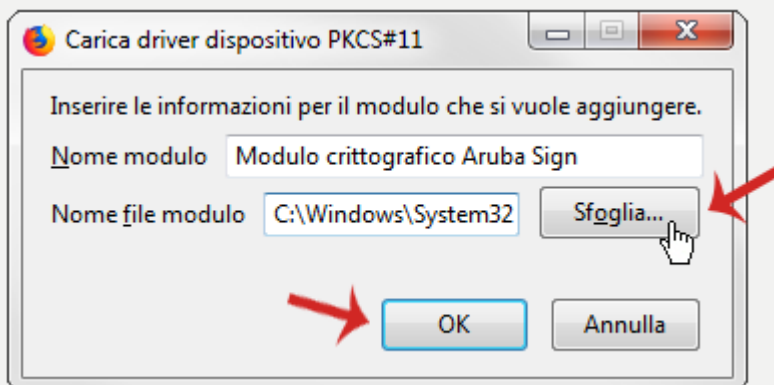 Carica driver dispositivo PKCS#11
Inserire le informazioni per il modulo che si vuole aggiungere.
Nome modulo Modulo crittografico Aruba Sign
Nome file modulo C:\Windows\System32 Sfoglia...
OK Annulla